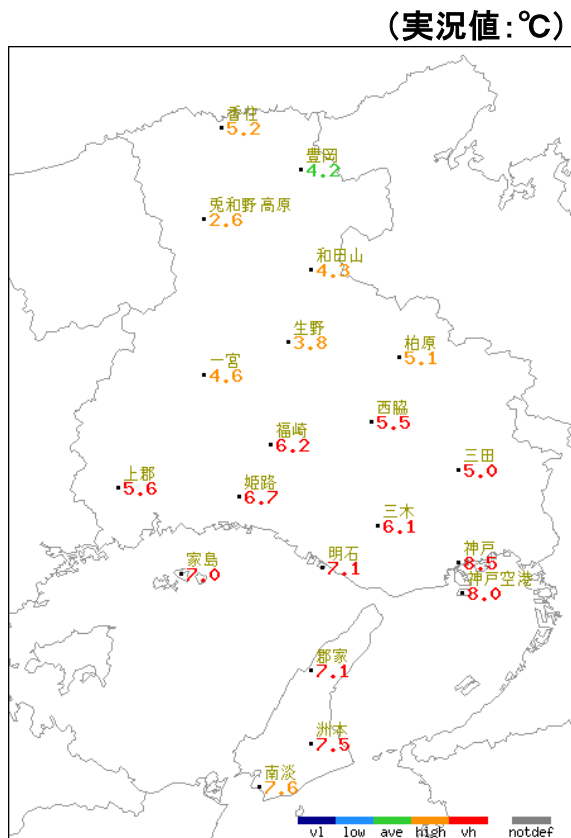 (実況値:℃)
香住
5.2
豊岡
4.2
兎和野高原
2.6
和田山
4.3
生野
3.8
柏原
5.1
一宮
4.6
西脇
5.5
福崎
6.2
三田
5.0
上郡
5.6
姫路
6.7
三木
6.1
家島
7.0
明石
7.1
神戸
8.5
神戸空港
8.0
郡家
7.1
洲本
7.5
南淡
7.6
vl low ave high vh notdef